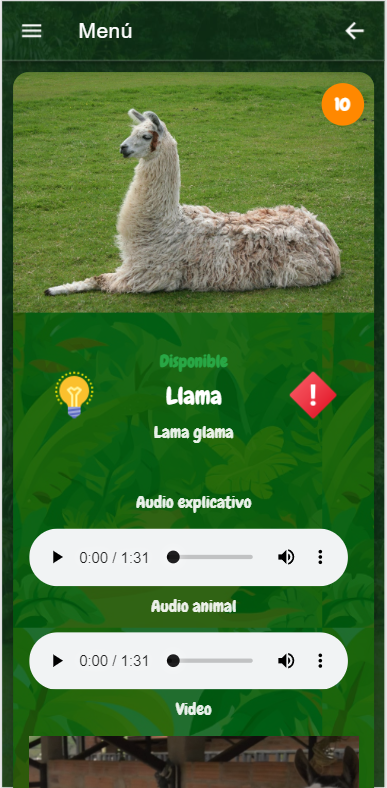 Menú
10
Disponible
!
Llama
Lama glama
Audio explicativo
0:00 / 1:31
Audio animal
0:00 / 1:31
Video